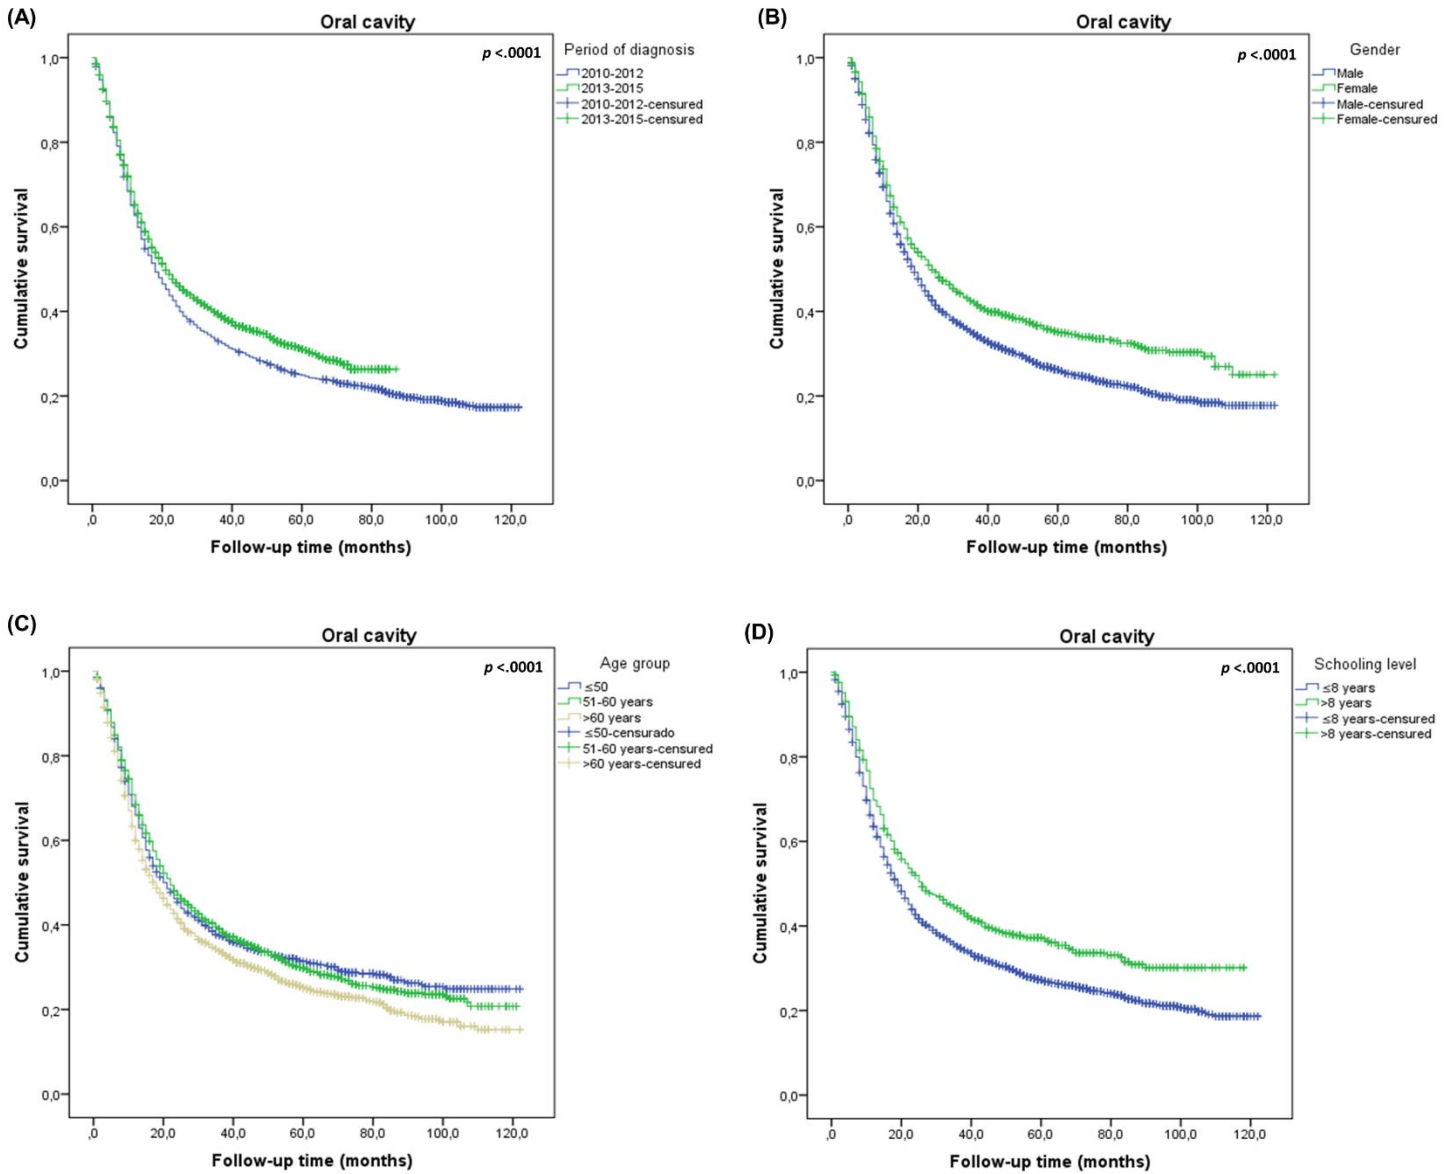 (A)
Oral cavity
p <.0001
Period of diagnosis
2010-2012
2013-2015
2010-2012-censured
2013-2015-censured
1,0
0,8
0,6
0,4
0,2
0,0
Cumulative survival
,0 20,0 40,0 60,0 80,0 100,0 120,0
Follow-up time (months)
(B)
Oral cavity
p <.0001
Gender
Male
Female
Male-censured
Female-censured
1,0
0,8
0,6
0,4
0,2
0,0
Cumulative survival
,0 20,0 40,0 60,0 80,0 100,0 120,0
Follow-up time (months)
(C)
Oral cavity
p <.0001
Age group
≤50
51-60 years
>60 years
≤50-censurado
51-60 years-censured
>60 years-censured
1,0
0,8
0,6
0,4
0,2
0,0
Cumulative survival
,0 20,0 40,0 60,0 80,0 100,0 120,0
Follow-up time (months)
(D)
Oral cavity
p <.0001
Schooling level
≤8 years
>8 years
≤8 years-censured
>8 years-censured
1,0
0,8
0,6
0,4
0,2
0,0
Cumulative survival
,0 20,0 40,0 60,0 80,0 100,0 120,0
Follow-up time (months)